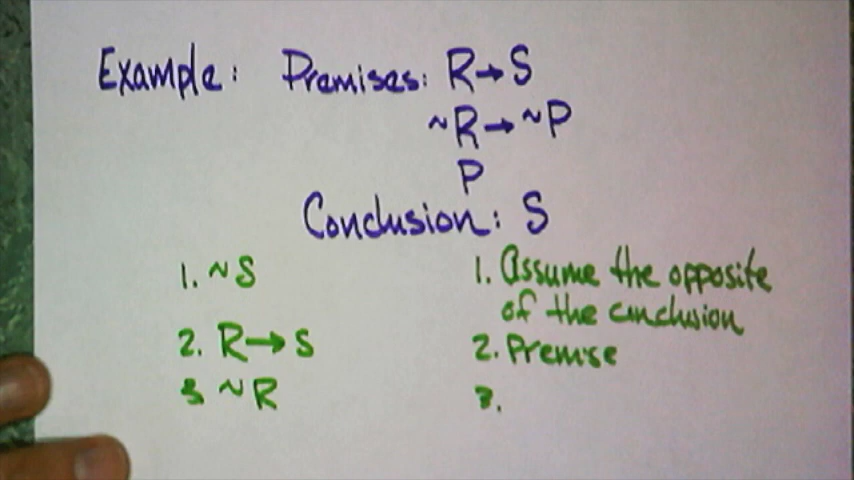 Example: Premises: R→S
~R→~P
P
Conclusion: S
1. ~S 1. Assume the opposite
of the conclusion
2. R→S 2. Premise
3 ~R 3.